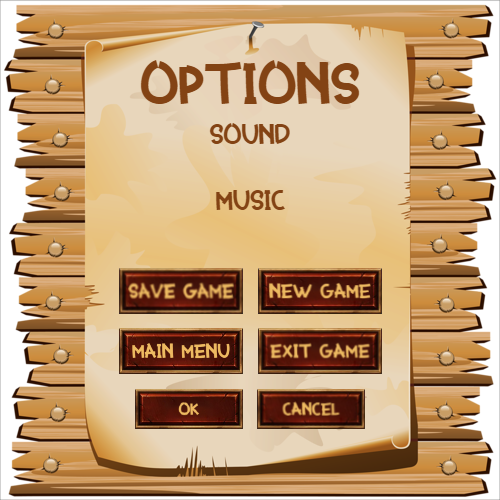 OPTIONS
SOUND
MUSIC
SAVE GAME NEW GAME
MAIN MENU EXIT GAME
OK CANCEL